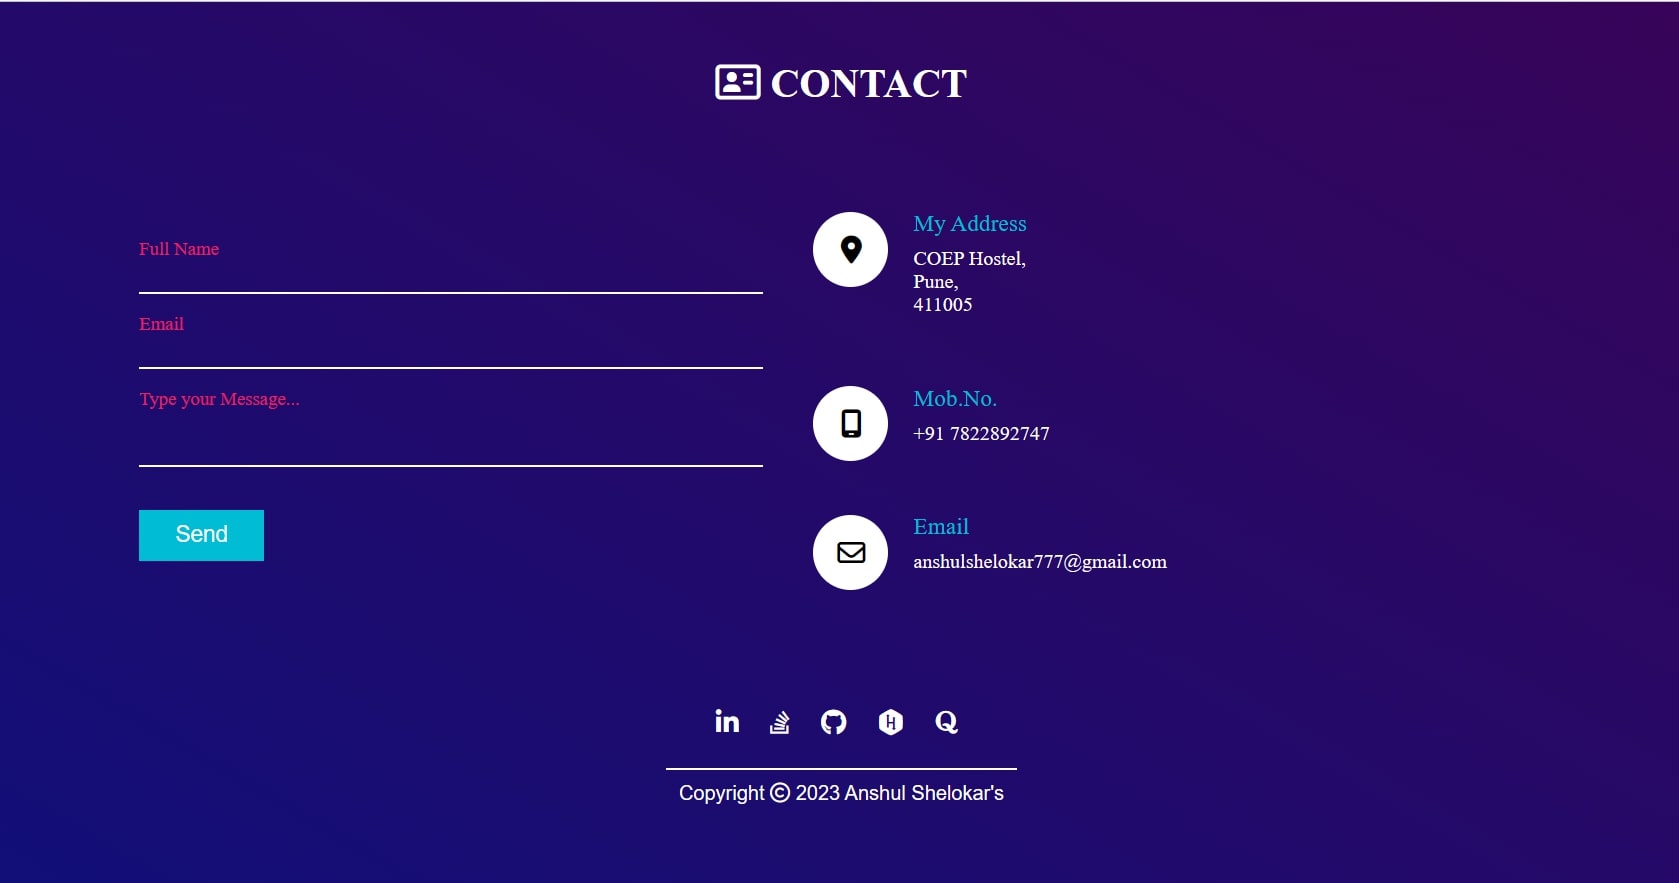 CONTACT
Full Name
Email
Type your Message...
Send
My Address
COEP Hostel,
Pune,
411005
Mob.No.
+91 7822892747
Email
anshulshelokar777@gmail.com
Copyright © 2023 Anshul Shelokar's